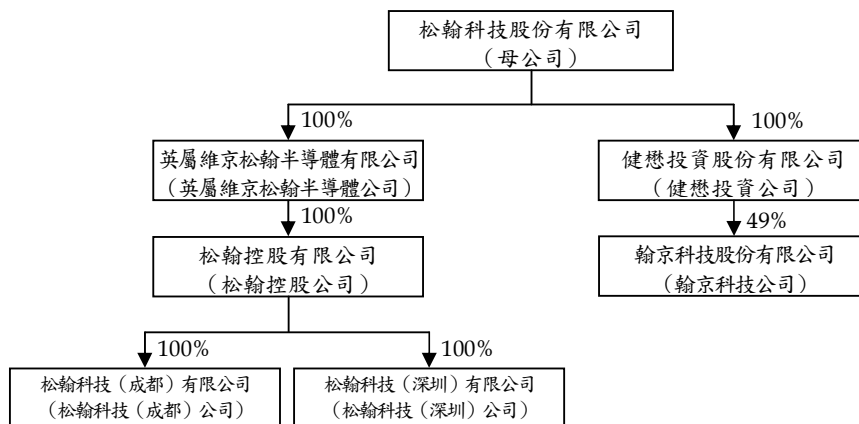 松翰科技股份有限公司
（母公司）
100%
100%
英屬維京松翰半導體有限公司
（英屬維京松翰半導體公司）
健懋投資股份有限公司
（健懋投資公司）
100%
49%
松翰控股有限公司
（松翰控股公司）
翰京科技股份有限公司
（翰京科技公司）
100%
100%
松翰科技（成都）有限公司
（松翰科技（成都）公司）
松翰科技（深圳）有限公司
（松翰科技（深圳）公司）